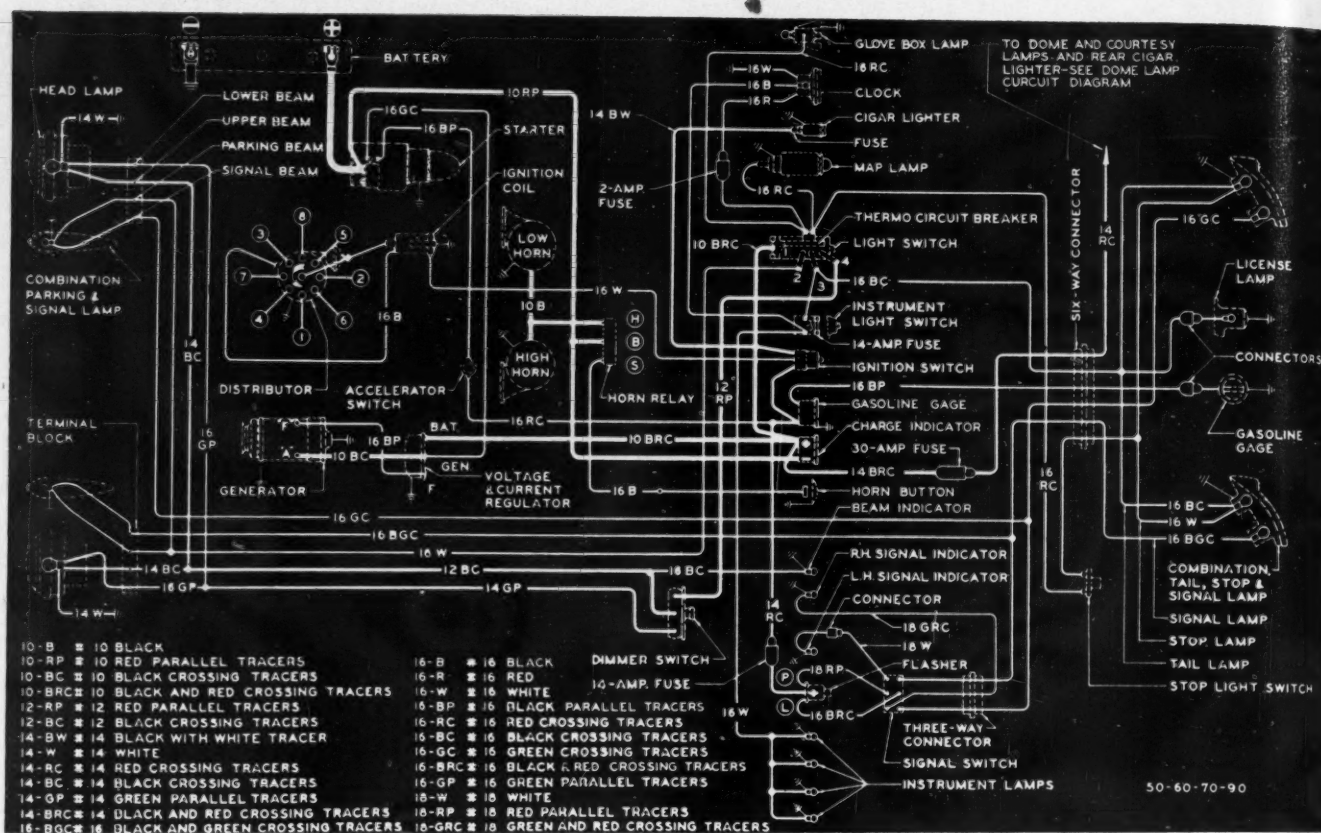 BATTERY
HEAD LAMP
14 W
LOWER BEAM
UPPER BEAM
PARKING BEAM
SIGNAL BEAM
10 RP
16 GC
16 BP
STARTER
IGNITION
COIL
14 BW
2-AMP.
FUSE
GLOVE BOX LAMP
16 RC
16 W
16 B
16 R
CLOCK
CIGAR LIGHTER
FUSE
MAP LAMP
16 RC
THERMO CIRCUIT BREAKER
LIGHT SWITCH
10 BRC
2
3
4
16 BC
TO DOME AND COURTESY
LAMPS AND REAR CIGAR
LIGHTER-SEE DOME LAMP
CURCUIT DIAGRAM
SIX-WAY CONNECTOR
14
RC
16 GC
LICENSE
LAMP
CONNECTORS
GASOLINE
GAGE
8
5
3
7
2
4
6
1
LOW
HORN
10 B
HIGH
HORN
H
B
S
16 W
16 B
COMBINATION
PARKING &
SIGNAL LAMP
14
BC
DISTRIBUTOR
ACCELERATOR
SWITCH
HORN RELAY
12
RP
INSTRUMENT
LIGHT SWITCH
14-AMP. FUSE
IGNITION SWITCH
16 BP
GASOLINE GAGE
CHARGE INDICATOR
30-AMP FUSE
14 BRC
HORN BUTTON
BEAM INDICATOR
TERMINAL
BLOCK
16
GP
F
A
16 BP
10 BC
BAT.
GEN.
F
16 RC
10 BRC
GENERATOR
VOLTAGE
& CURRENT
REGULATOR
16 B
16 GC
16 BGC
16 W
14 BC
12 BC
16 BC
16 GP
14 GP
14 W
R.H. SIGNAL INDICATOR
L.H. SIGNAL INDICATOR
CONNECTOR
18 GRC
18 W
FLASHER
14
RC
DIMMER SWITCH
14-AMP. FUSE
P
L
18 RP
16 BRC
16 W
THREE-WAY
CONNECTOR
SIGNAL SWITCH
INSTRUMENT LAMPS
16
RC
16 BC
16 W
16 BGC
COMBINATION,
TAIL, STOP &
SIGNAL LAMP
SIGNAL LAMP
STOP LAMP
TAIL LAMP
STOP LIGHT SWITCH
50-60-70-90
10-B # 10 BLACK
10-RP # 10 RED PARALLEL TRACERS
10-BC # 10 BLACK CROSSING TRACERS
10-BRC # 10 BLACK AND RED CROSSING TRACERS
12-RP # 12 RED PARALLEL TRACERS
12-BC # 12 BLACK CROSSING TRACERS
14-BW # 14 BLACK WITH WHITE TRACER
14-W # 14 WHITE
14-RC # 14 RED CROSSING TRACERS
14-BC # 14 BLACK CROSSING TRACERS
14-GP # 14 GREEN PARALLEL TRACERS
14-BRC # 14 BLACK AND RED CROSSING TRACERS
16-BGC # 16 BLACK AND GREEN CROSSING TRACERS
16-B # 16 BLACK
16-R # 16 RED
16-W # 16 WHITE
16-BP # 16 BLACK PARALLEL TRACERS
16-RC # 16 RED CROSSING TRACERS
16-BC # 16 BLACK CROSSING TRACERS
16-GC # 16 GREEN CROSSING TRACERS
16-BRC # 16 BLACK & RED CROSSING TRACERS
16-GP # 16 GREEN PARALLEL TRACERS
18-W # 18 WHITE
18-RP # 18 RED PARALLEL TRACERS
18-GRC # 18 GREEN AND RED CROSSING TRACERS